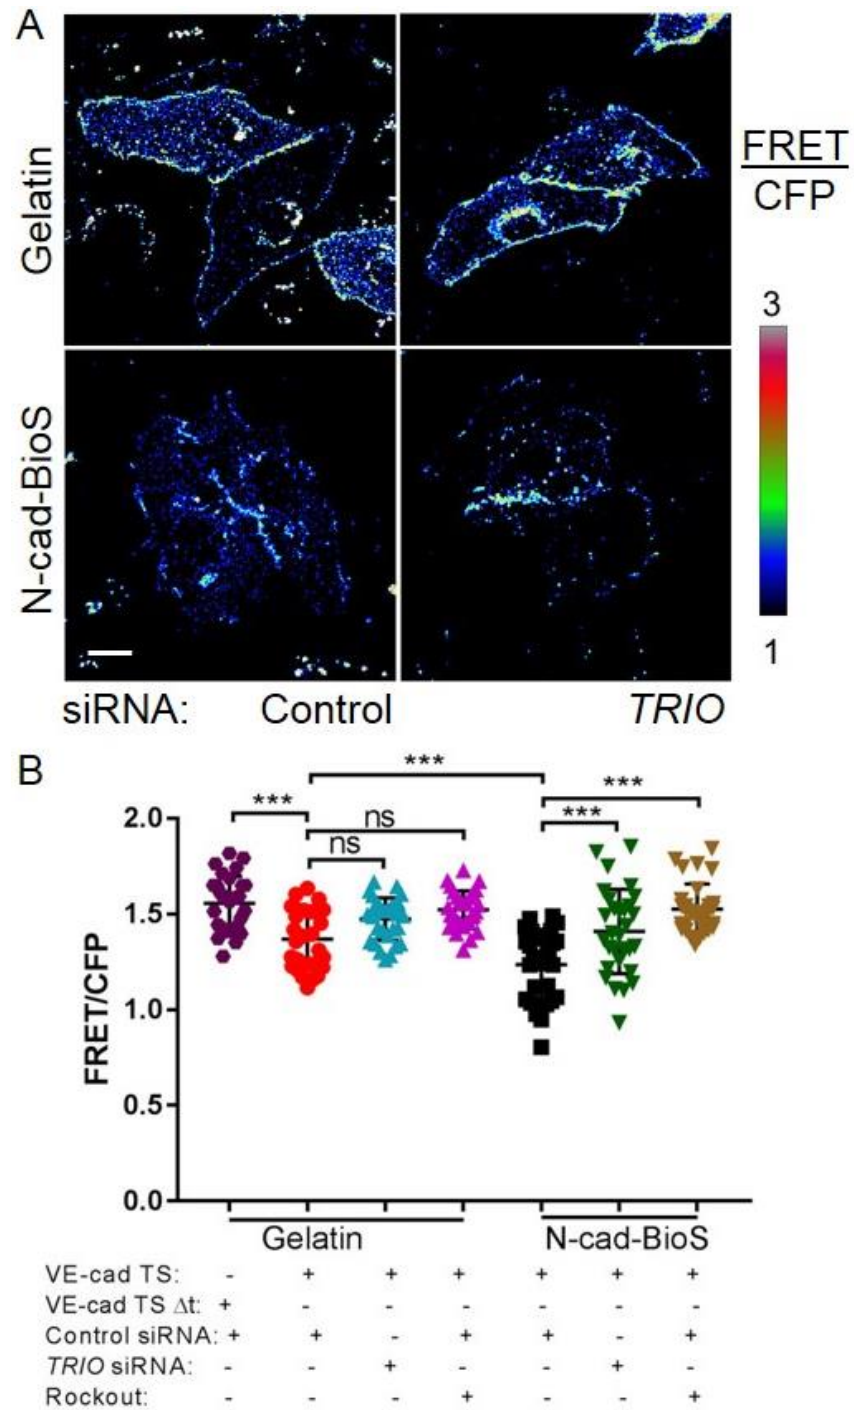 A
Gelatin
N-cad-BioS
FRET
CFP
3
1
siRNA: Control TRIO
B
***
***
***
***
ns
ns
2.0
1.5
1.0
0.5
0.0
FRET/CFP
Gelatin N-cad-BioS
VE-cad TS: - + + + + + +
VE-cad TS Δt: + - - - - - -
Control siRNA: + + - + + - +
TRIO siRNA: - - + - - + -
Rockout: - - - + - - +